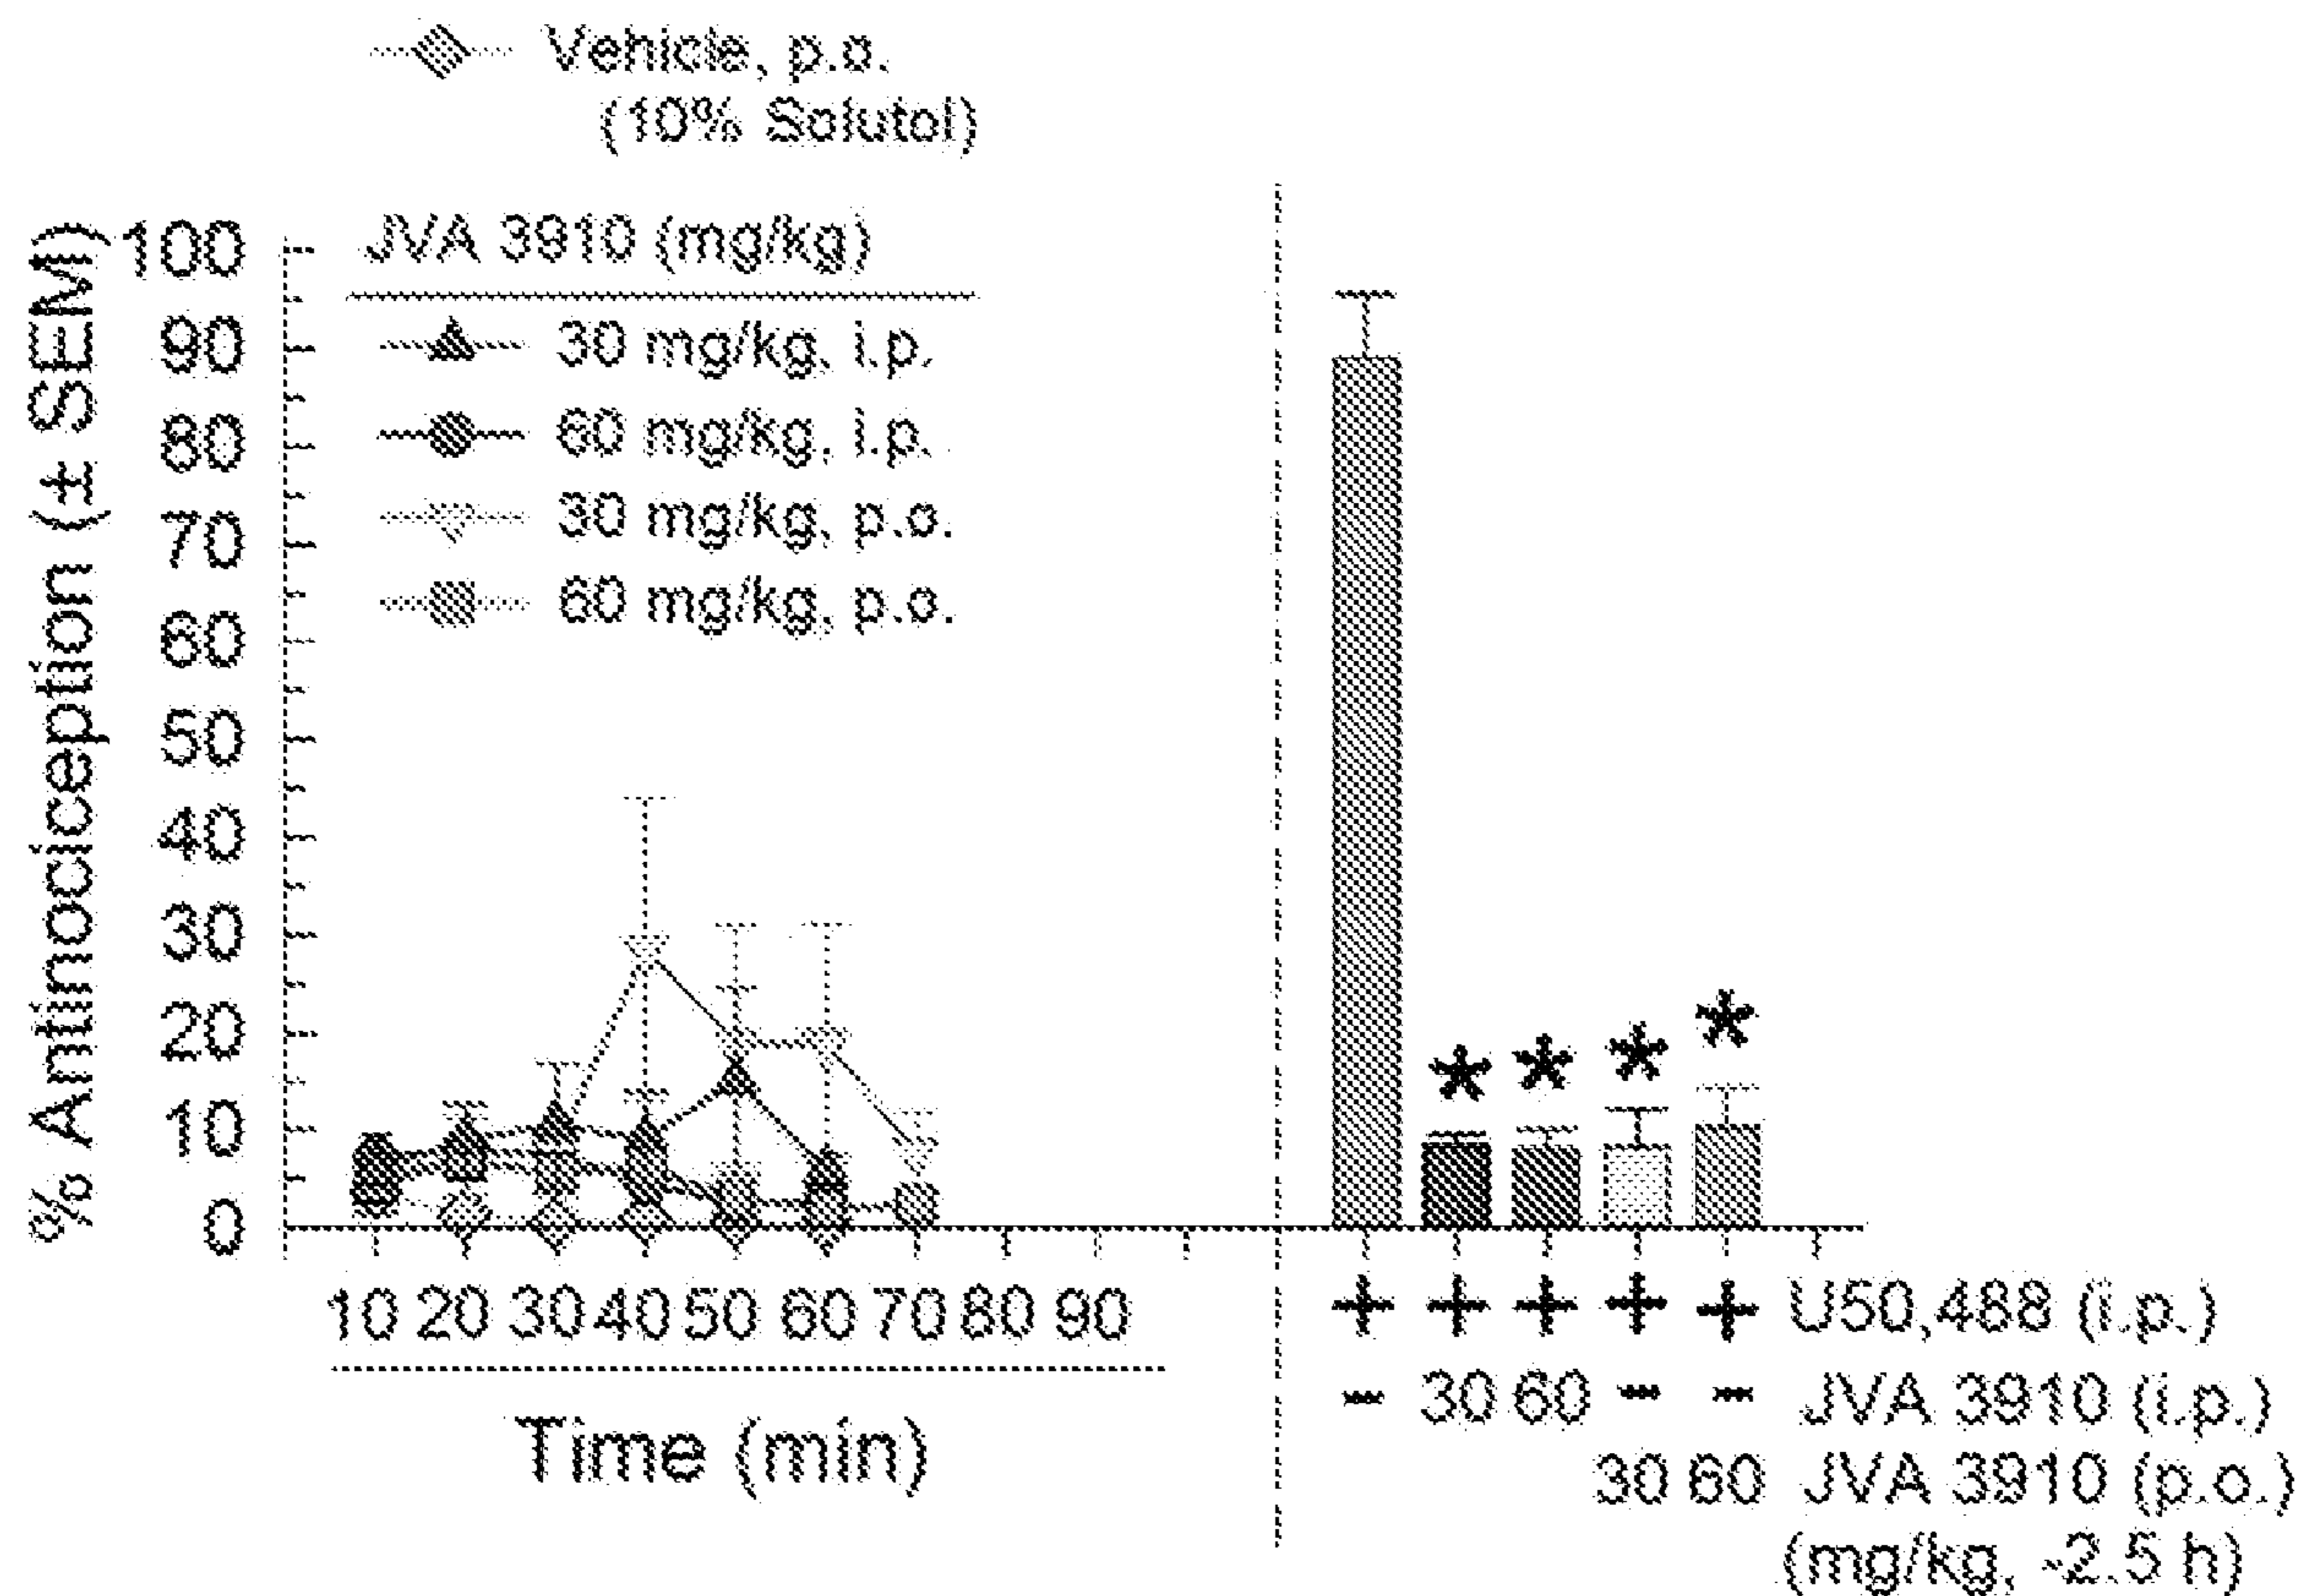 Vehicle, p.o.
(10% Solutol)
% Antinociception (± SEM)
100
90
80
70
60
50
40
30
20
10
0
JVA 3910 (mg/kg)
30 mg/kg, i.p.
60 mg/kg, i.p.
30 mg/kg, p.o.
60 mg/kg, p.o.
* * * *
10 20 30 40 50 60 70 80 90
Time (min)
+ + + + + U50,488 (i.p.)
- 30 60 - - JVA 3910 (i.p.)
30 60 JVA 3910 (p.o.)
(mg/kg, -2.5 h)